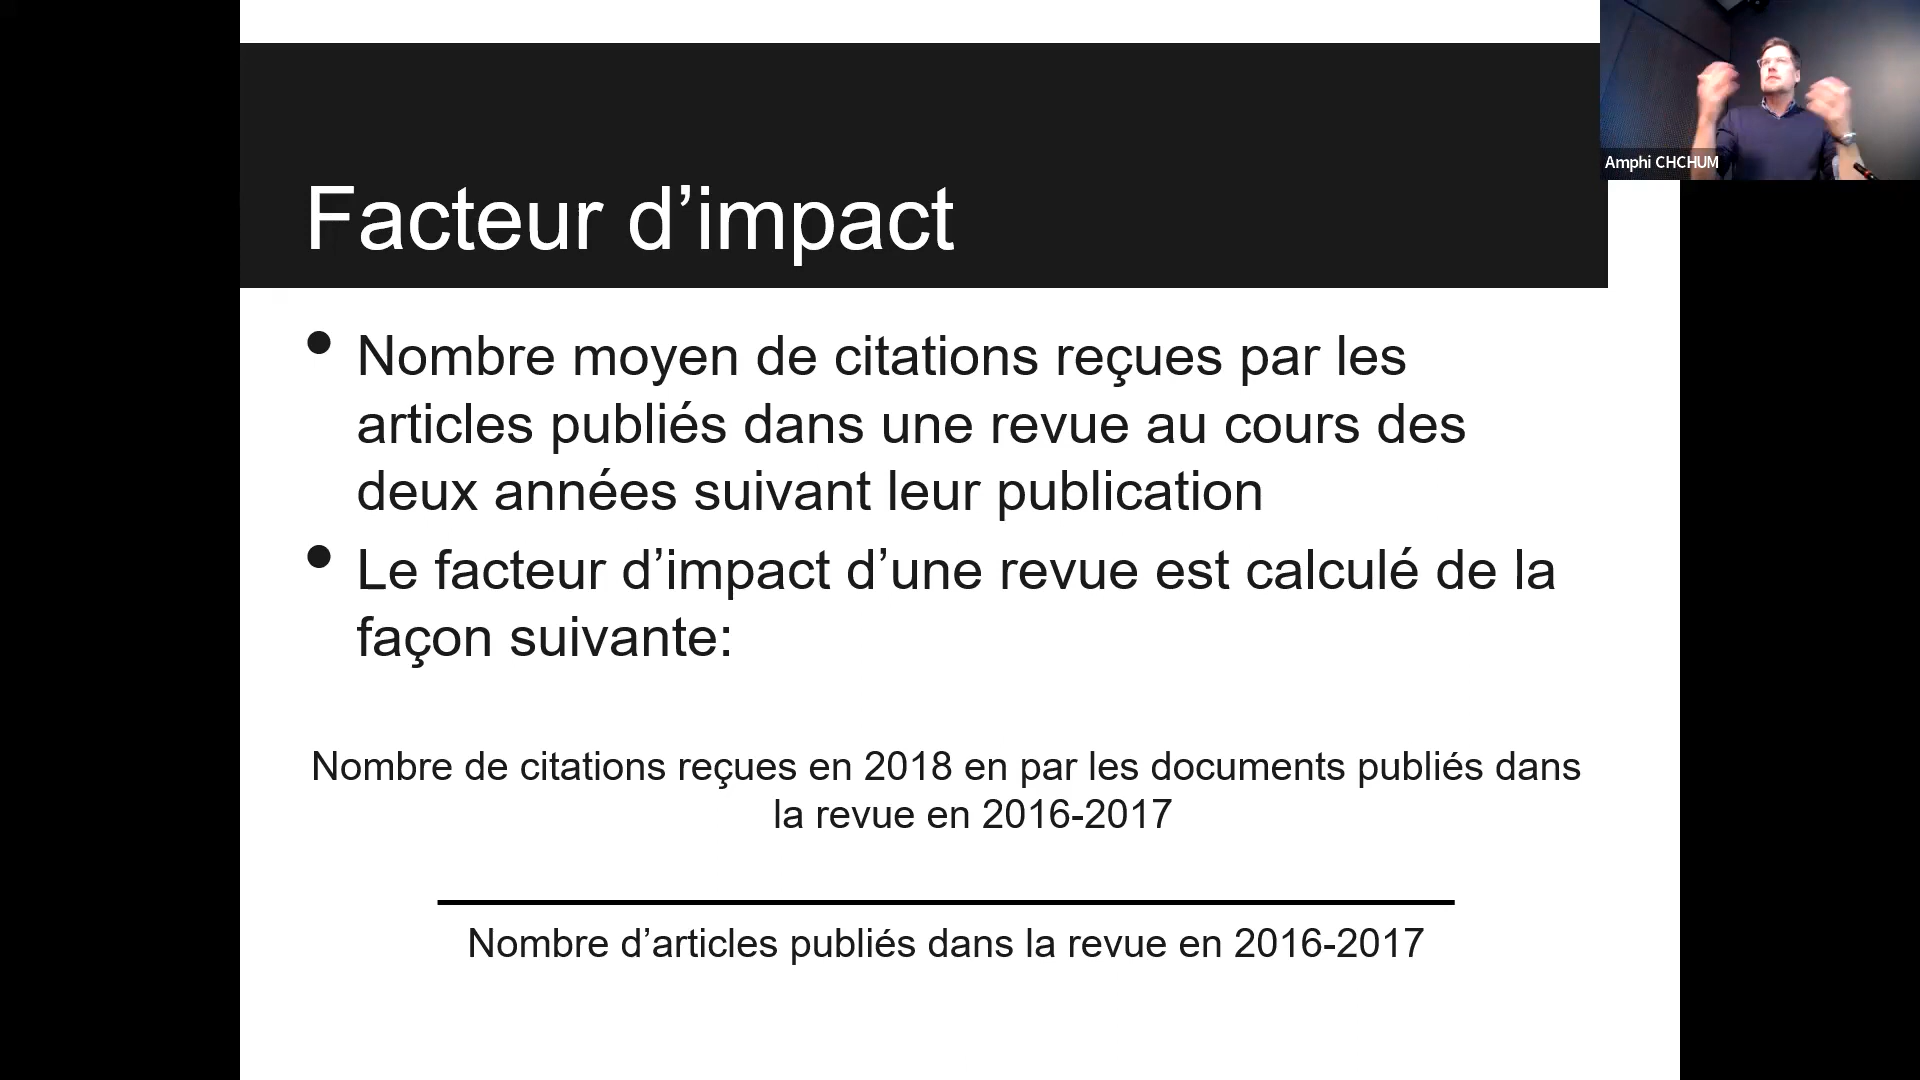 Facteur d’impact
Amphi CHCHUM
• Nombre moyen de citations reçues par les
articles publiés dans une revue au cours des
deux années suivant leur publication
• Le facteur d’impact d’une revue est calculé de la
façon suivante:
Nombre de citations reçues en 2018 en par les documents publiés dans
la revue en 2016-2017
Nombre d’articles publiés dans la revue en 2016-2017